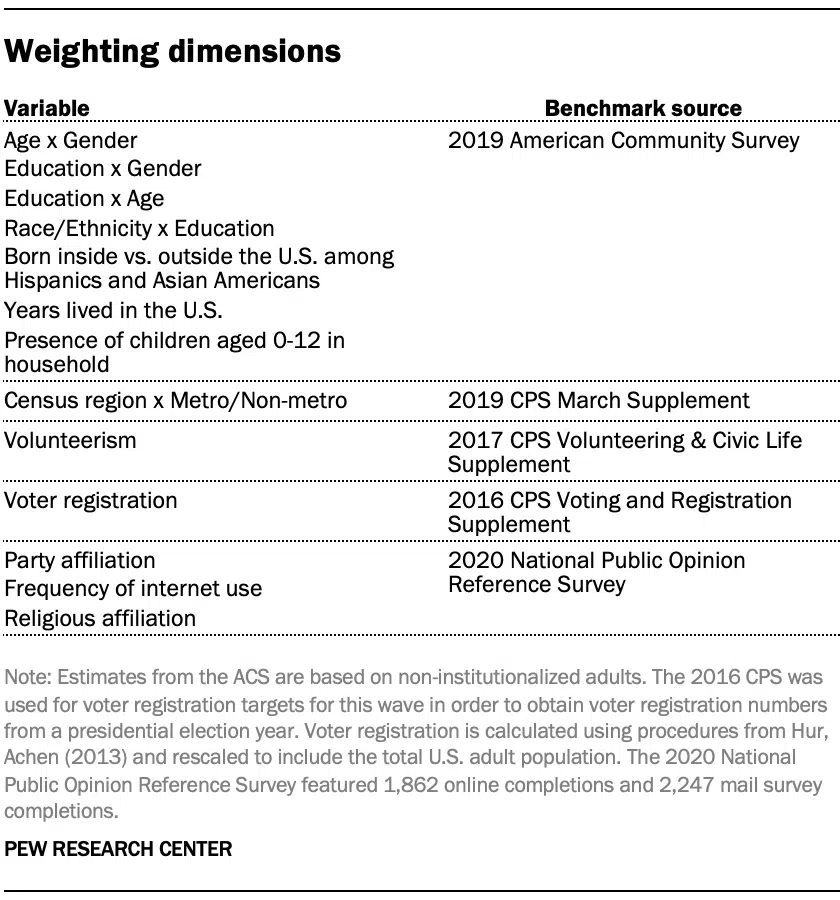 Weighting dimensions
Variable Benchmark source
Age x Gender 2019 American Community Survey
Education x Gender
Education x Age
Race/Ethnicity x Education
Born inside vs. outside the U.S. among
Hispanics and Asian Americans
Years lived in the U.S.
Presence of children aged 0-12 in
household
Census region x Metro/Non-metro 2019 CPS March Supplement
Volunteerism 2017 CPS Volunteering & Civic Life
Supplement
Voter registration 2016 CPS Voting and Registration
Supplement
Party affiliation 2020 National Public Opinion
Frequency of internet use Reference Survey
Religious affiliation
Note: Estimates from the ACS are based on non-institutionalized adults. The 2016 CPS was
used for voter registration targets for this wave in order to obtain voter registration numbers
from a presidential election year. Voter registration is calculated using procedures from Hur,
Achen (2013) and rescaled to include the total U.S. adult population. The 2020 National
Public Opinion Reference Survey featured 1,862 online completions and 2,247 mail survey
completions.
PEW RESEARCH CENTER